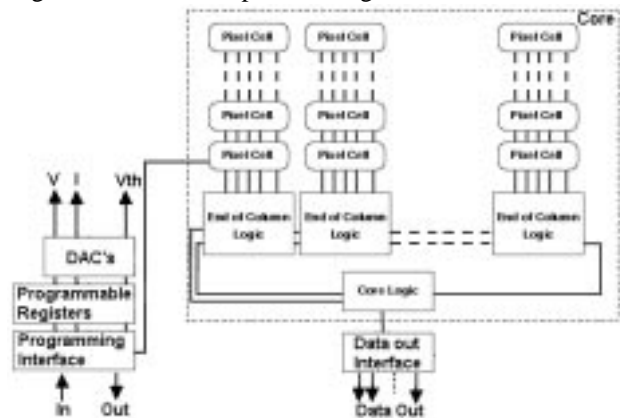 Core
Pixel Cell
Pixel Cell
Pixel Cell
Pixel Cell
Pixel Cell
Pixel Cell
Pixel Cell
Pixel Cell
Pixel Cell
End of Column
Logic
End of Column
Logic
End of Column
Logic
Core Logic
V
I
Vth
DAC's
Programmable
Registers
Programming
Interface
In
Out
Data out
Interface
Data Out